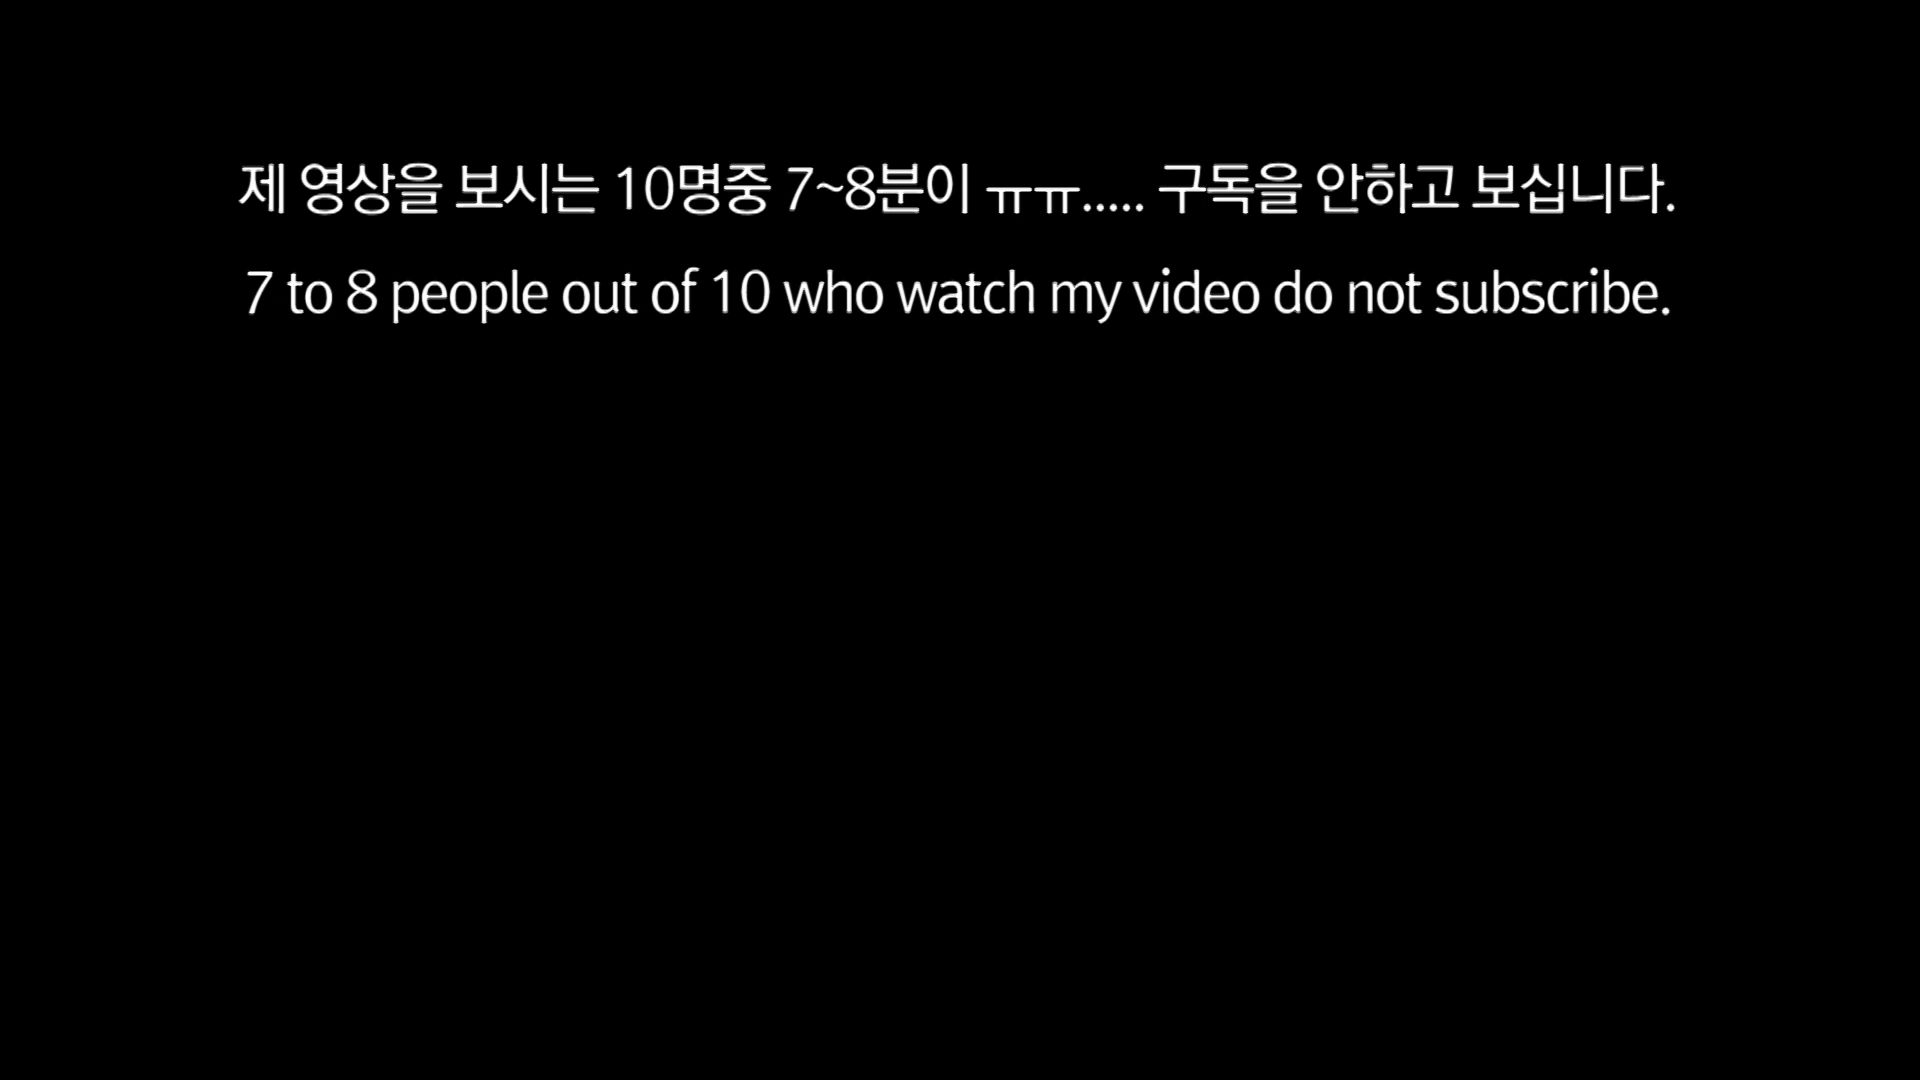 제 영상을 보시는 10명중 7~8분이 ㅠㅠ..... 구독을 안하고 보십니다.
7 to 8 people out of 10 who watch my video do not subscribe.